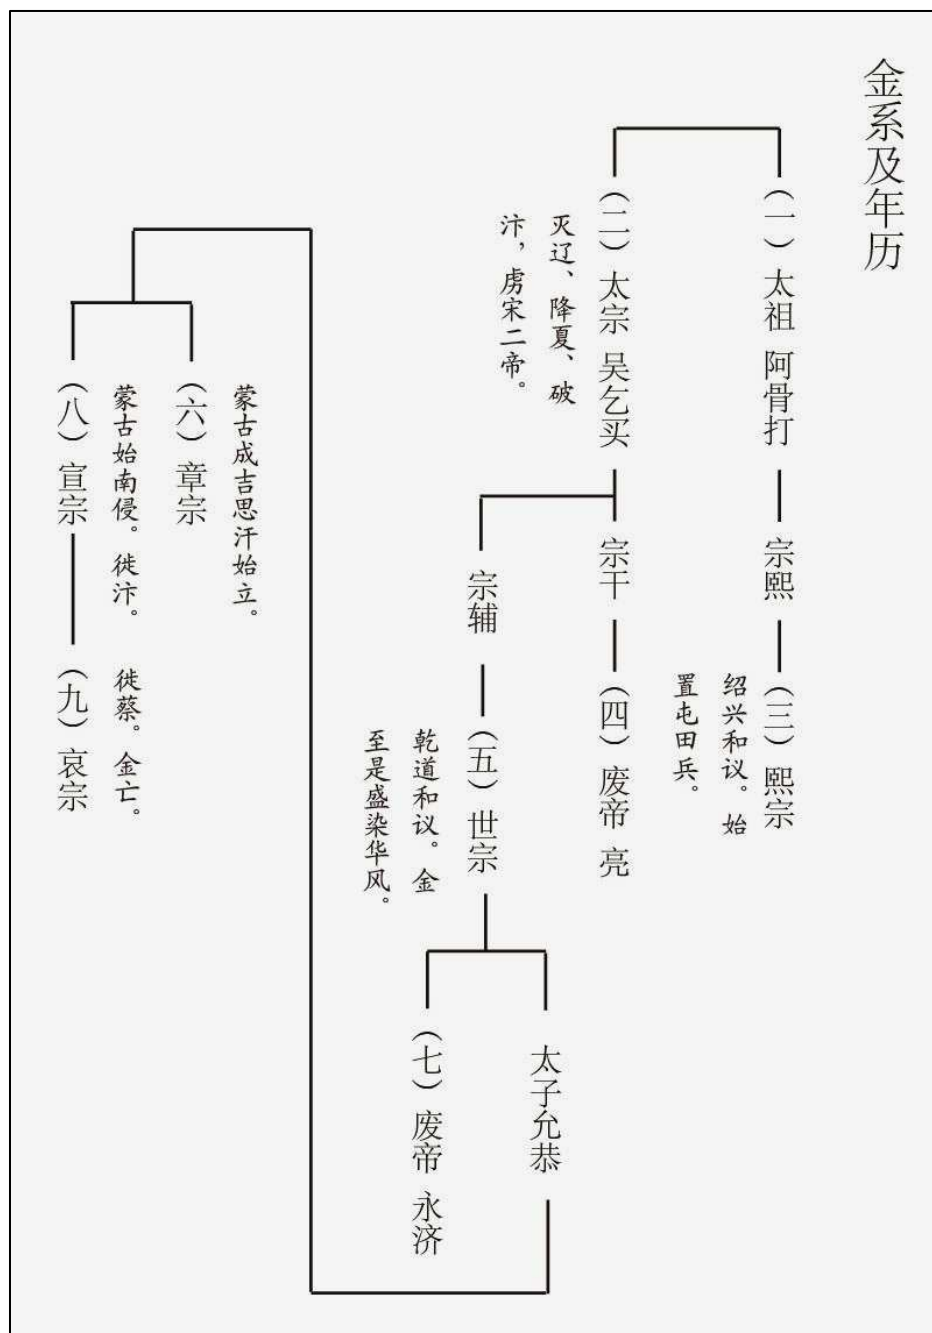 金系及年历
(一) 太祖 阿骨打
宗熙
(三) 熙宗
绍兴和议。始
置屯田兵。
(二) 太宗 吴乞买
灭辽、降夏、破
汴,虏宋二帝。
宗干
(四) 废帝 亮
宗辅
(五) 世宗
乾道和议。金
至是盛染华风。
太子允恭
(七) 废帝 永济
蒙古成吉思汗始立。
(六) 章宗
蒙古始南侵。徙汴。
(八) 宣宗
徙蔡。金亡。
(九) 哀宗